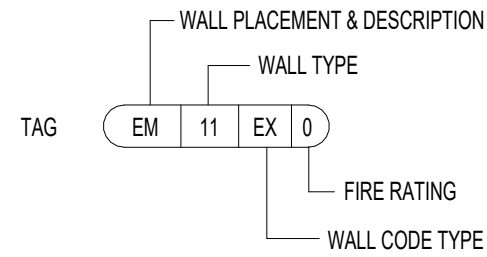 WALL PLACEMENT & DESCRIPTION
WALL TYPE
TAG EM 11 EX 0
FIRE RATING
WALL CODE TYPE